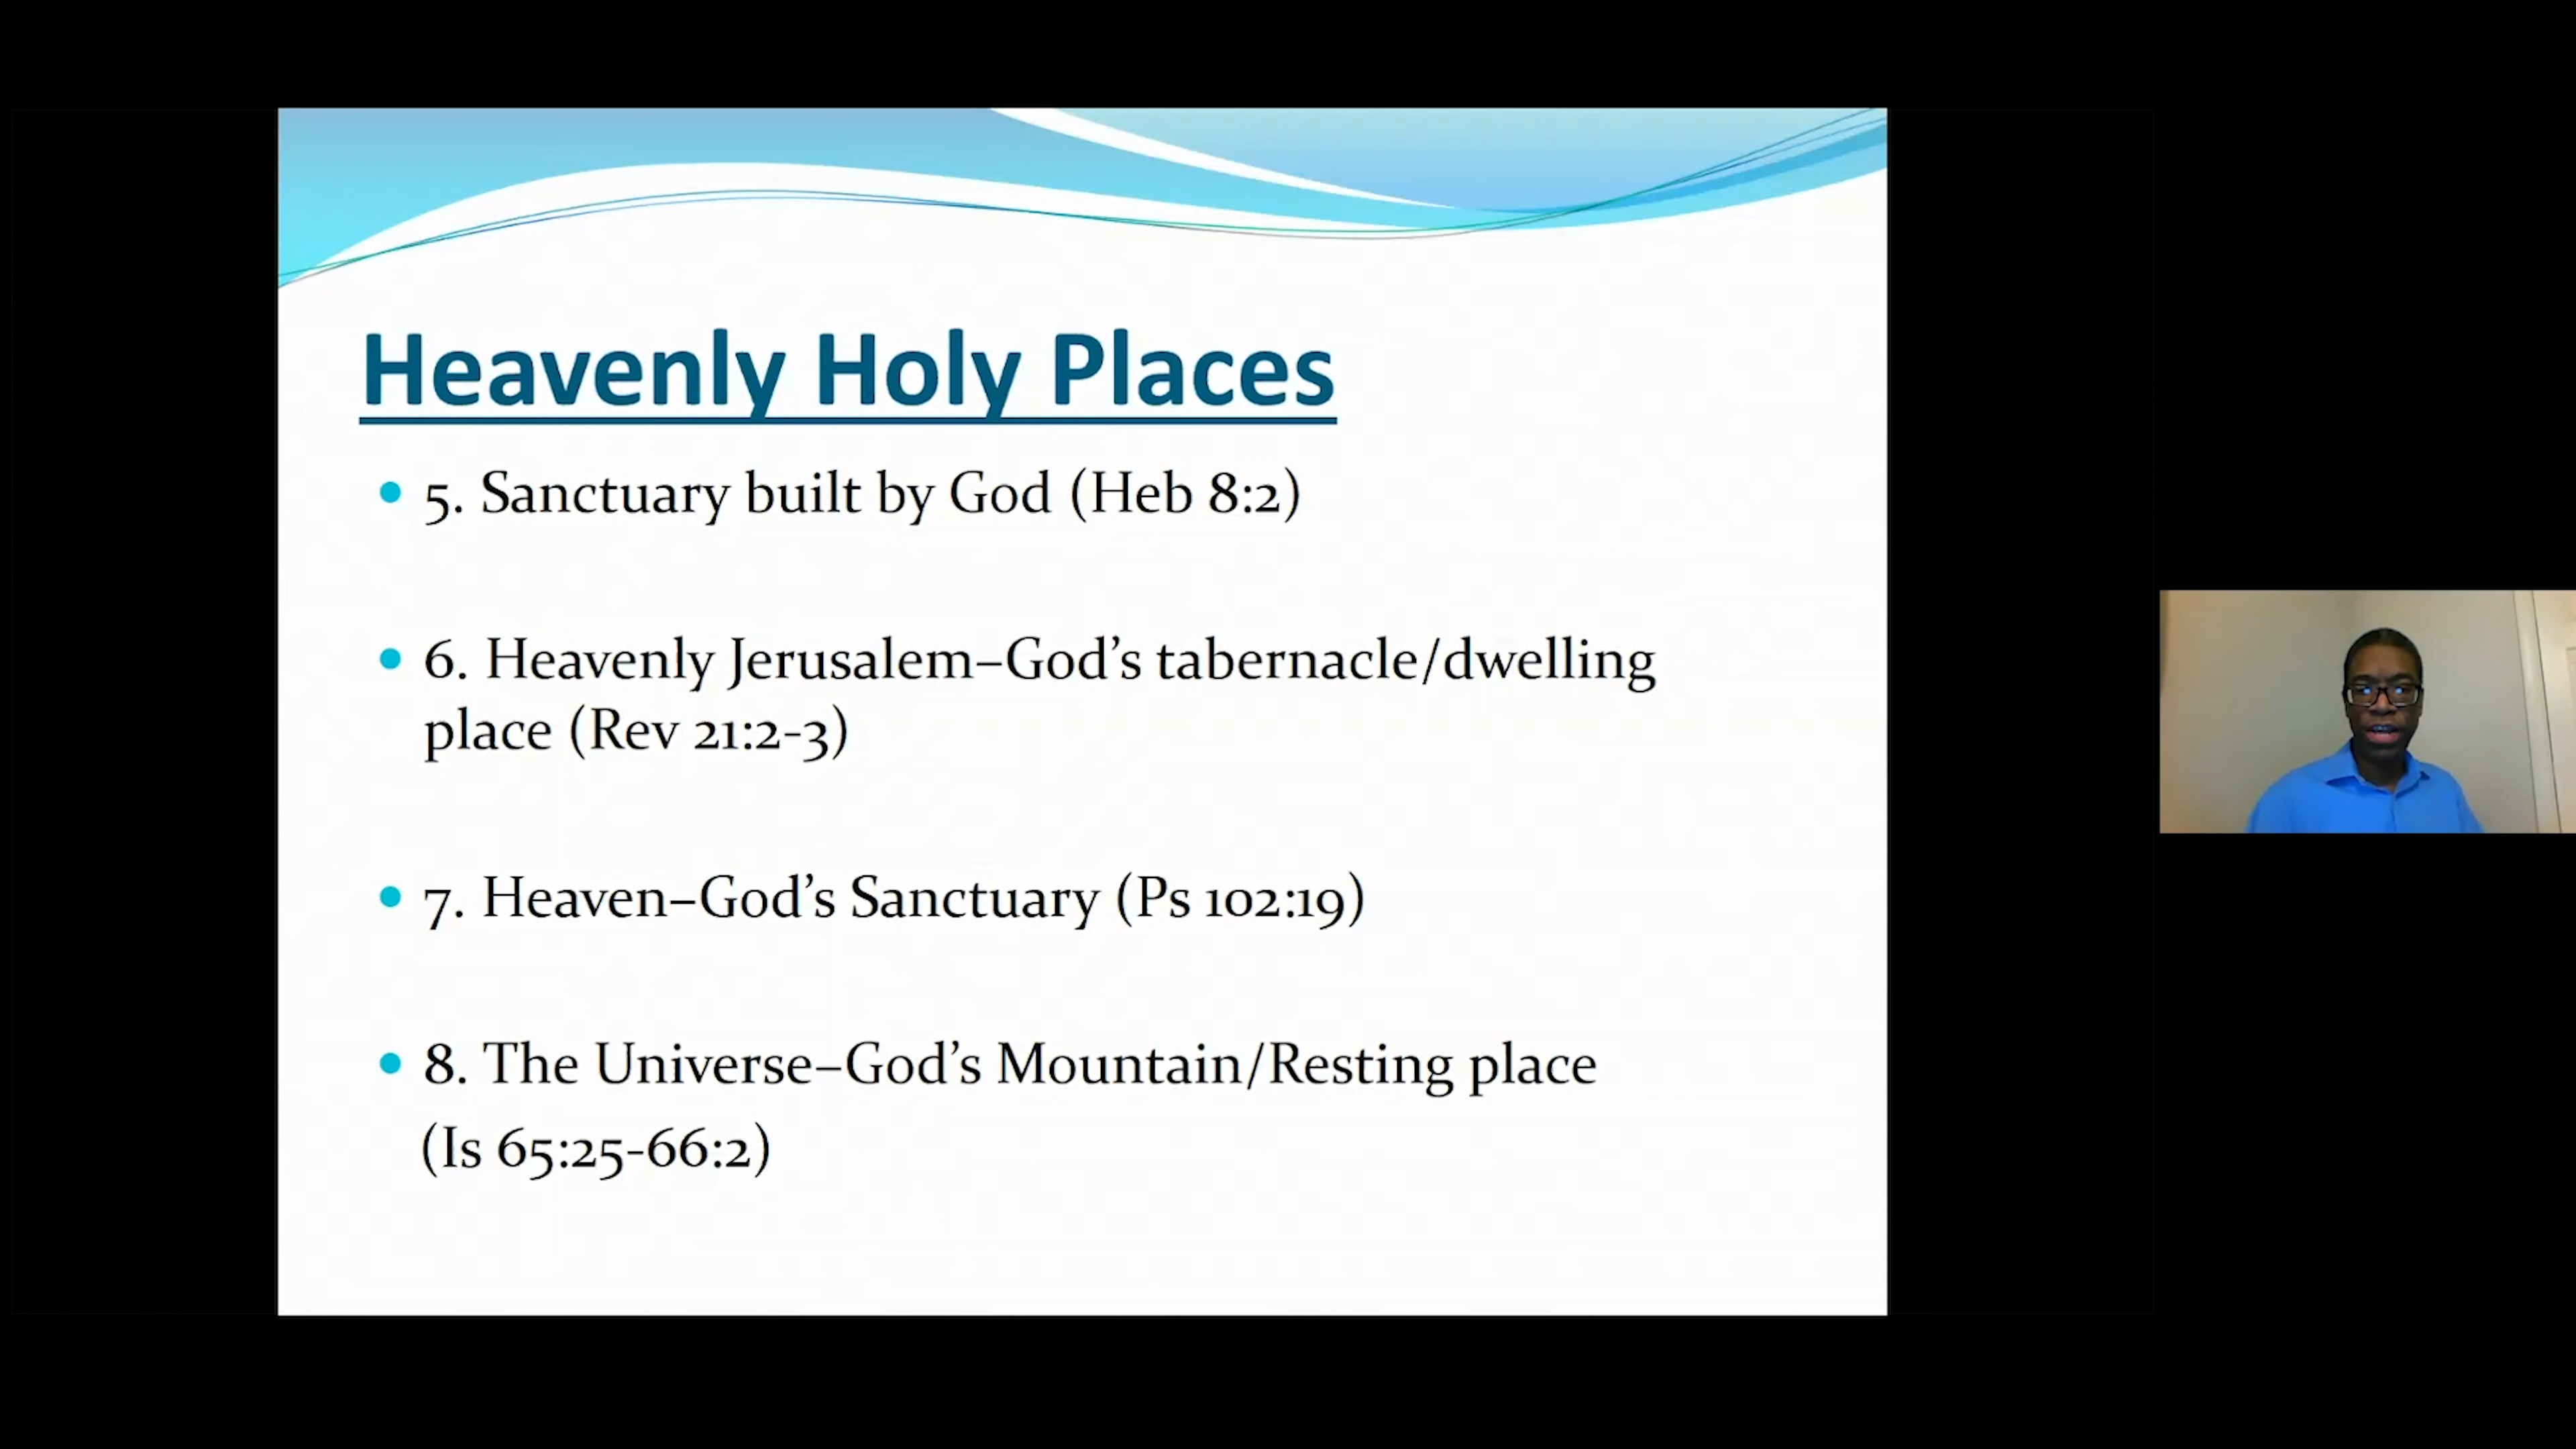 Heavenly Holy Places
• 5. Sanctuary built by God (Heb 8:2)
• 6. Heavenly Jerusalem–God’s tabernacle/dwelling
place (Rev 21:2-3)
• 7. Heaven–God’s Sanctuary (Ps 102:19)
• 8. The Universe–God’s Mountain/Resting place
(Is 65:25-66:2)